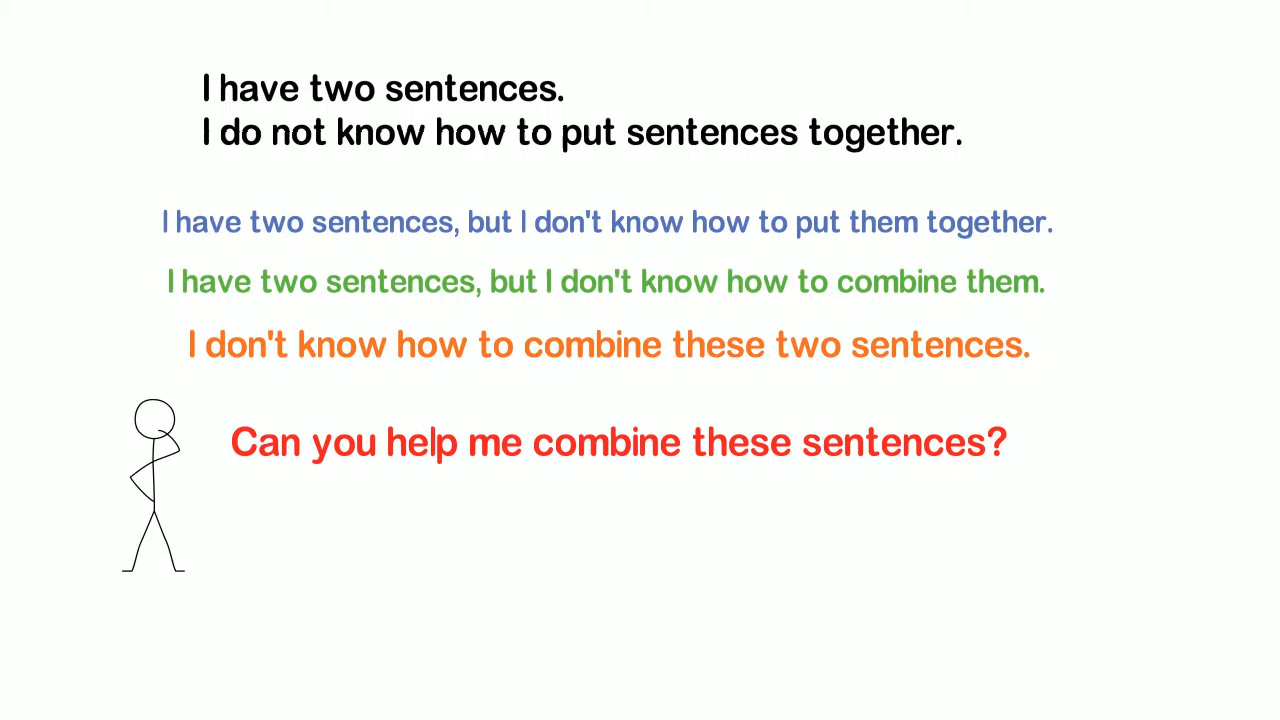 I have two sentences.
I do not know how to put sentences together.
I have two sentences, but I don't know how to put them together.
I have two sentences, but I don't know how to combine them.
I don't know how to combine these two sentences.
Can you help me combine these sentences?